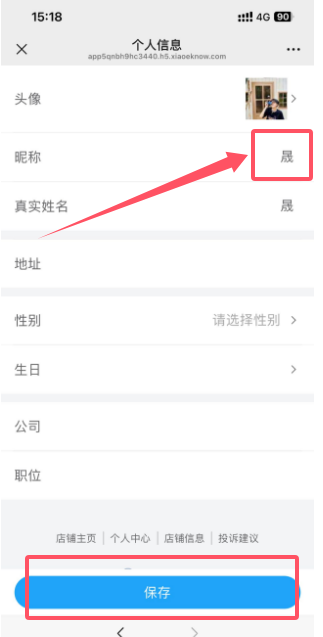 15:18
4G 90
个人信息
app5qnbh9hc3440.h5.xiaoeknow.com
头像
昵称 晟
真实姓名 晟
地址
性别 请选择性别
生日
公司
职位
店铺主页 | 个人中心 | 店铺信息 | 投诉建议
保存